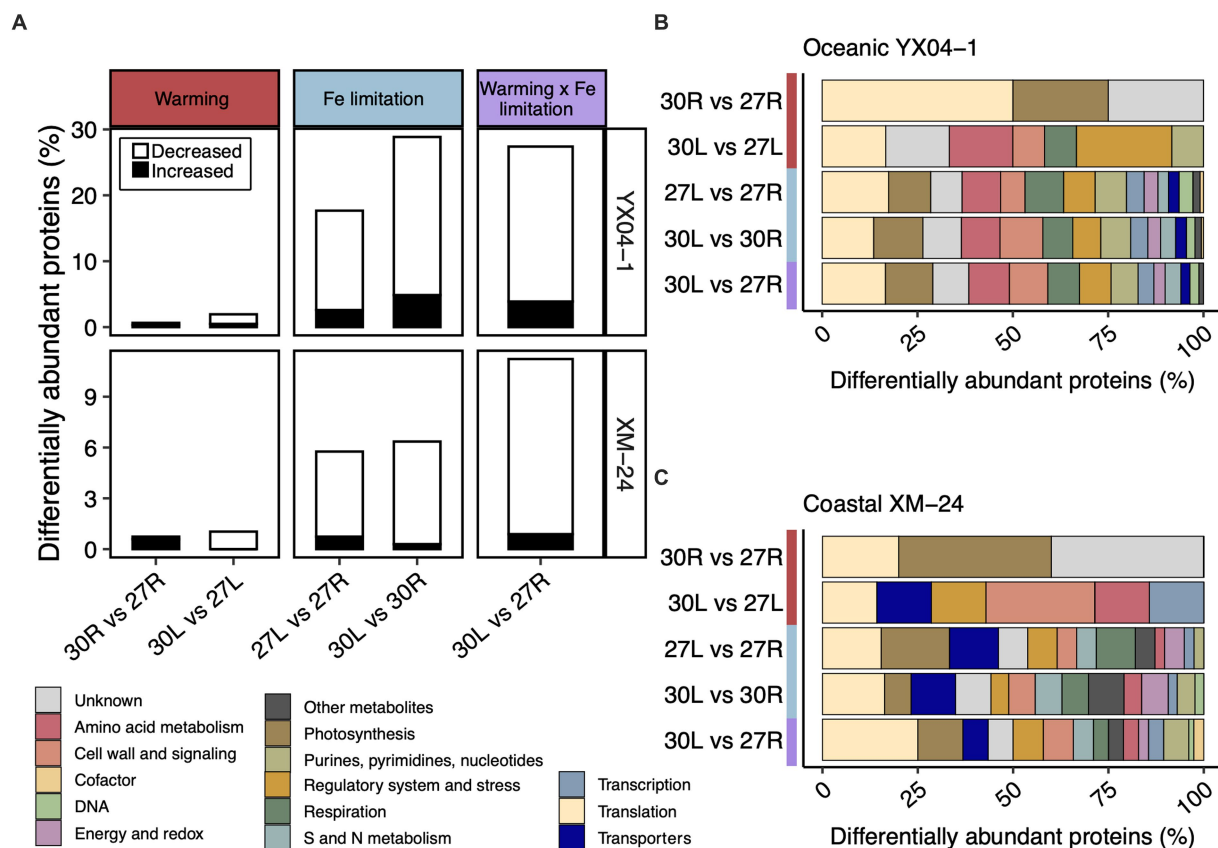 A
Warming
Fe limitation
Warming x Fe
limitation
Differentially abundant proteins (%)
30
20
10
0
Decreased
Increased
YX04−1
9
6
3
0
XM−24
30R vs 27R
30L vs 27L
27L vs 27R
30L vs 30R
30L vs 27R
B
Oceanic YX04−1
30R vs 27R
30L vs 27L
27L vs 27R
30L vs 30R
30L vs 27R
0 25 50 75 100
Differentially abundant proteins (%)
C
Coastal XM−24
30R vs 27R
30L vs 27L
27L vs 27R
30L vs 30R
30L vs 27R
0 25 50 75 100
Differentially abundant proteins (%)
Unknown
Amino acid metabolism
Cell wall and signaling
Cofactor
DNA
Energy and redox
Other metabolites
Photosynthesis
Purines, pyrimidines, nucleotides
Regulatory system and stress
Respiration
S and N metabolism
Transcription
Translation
Transporters